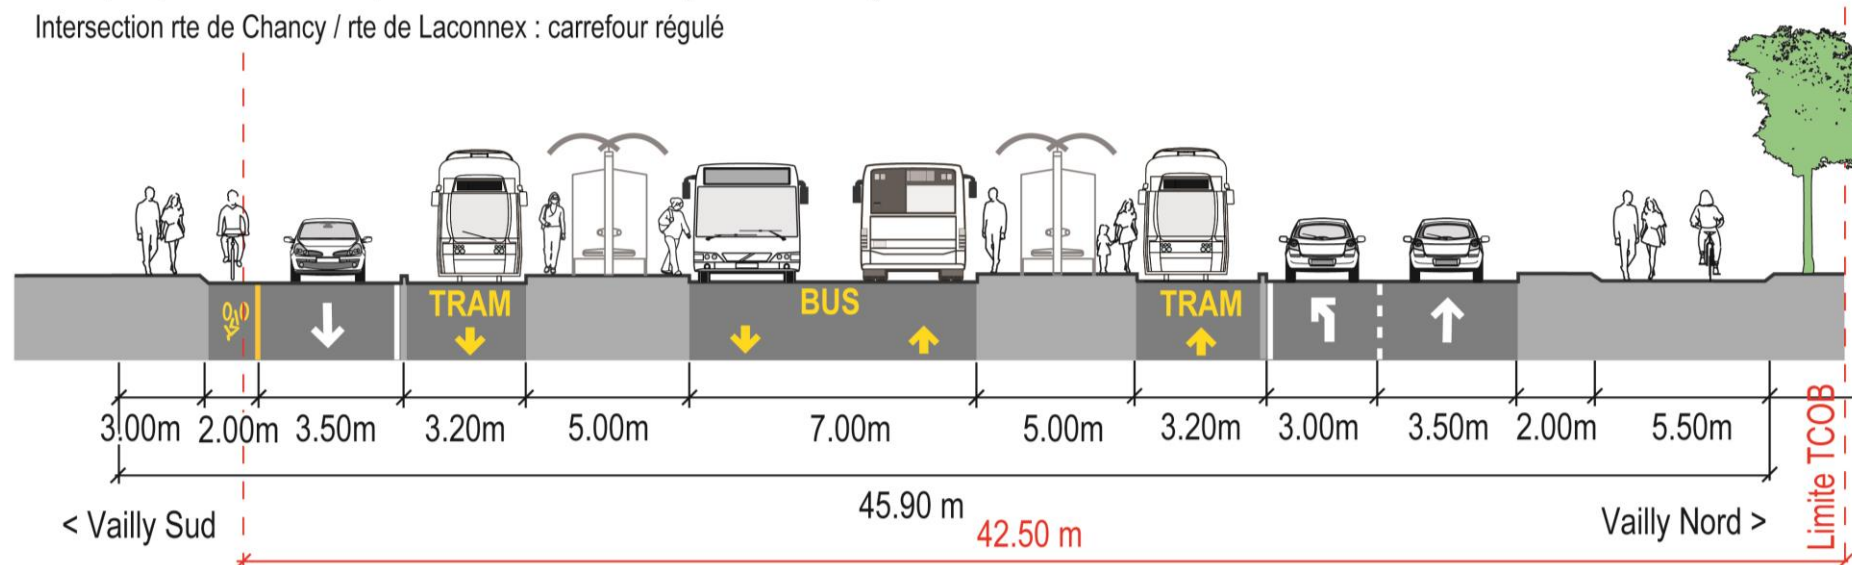 Intersection rte de Chancy / rte de Laconnex : carrefour régulé
TRAM
BUS
TRAM
3.00m 2.00m 3.50m 3.20m 5.00m 7.00m 5.00m 3.20m 3.00m 3.50m 2.00m 5.50m
45.90 m
< Vailly Sud
42.50 m
Vailly Nord >
Limite TCOB